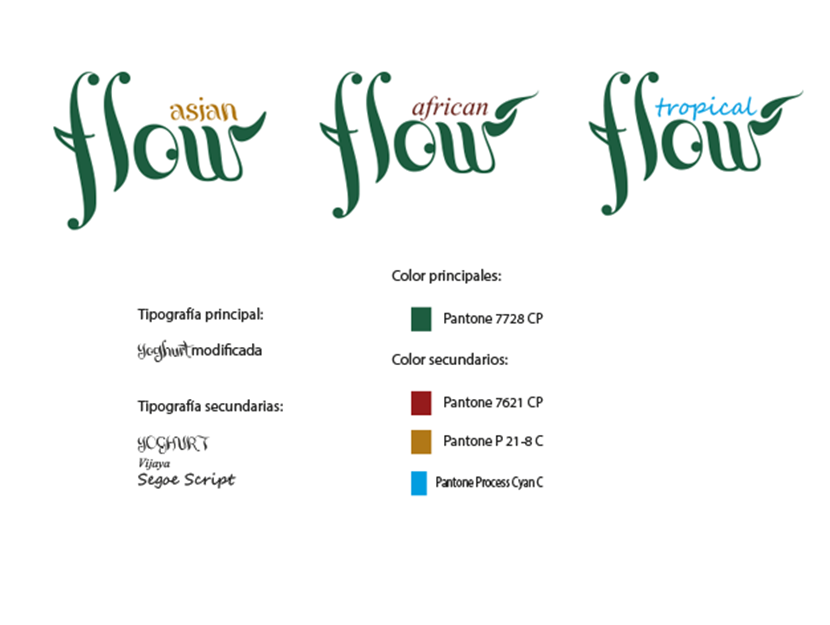 asian
flow
african
flow
tropical
flow
Color principales:
Pantone 7728 CP
Tipografía principal:
Yoghurt modificada
Color secundarios:
Pantone 7621 CP
Tipografía secundarias:
YOGHURT
Vijaya
Segoe Script
Pantone P 21-8 C
Pantone Process Cyan C